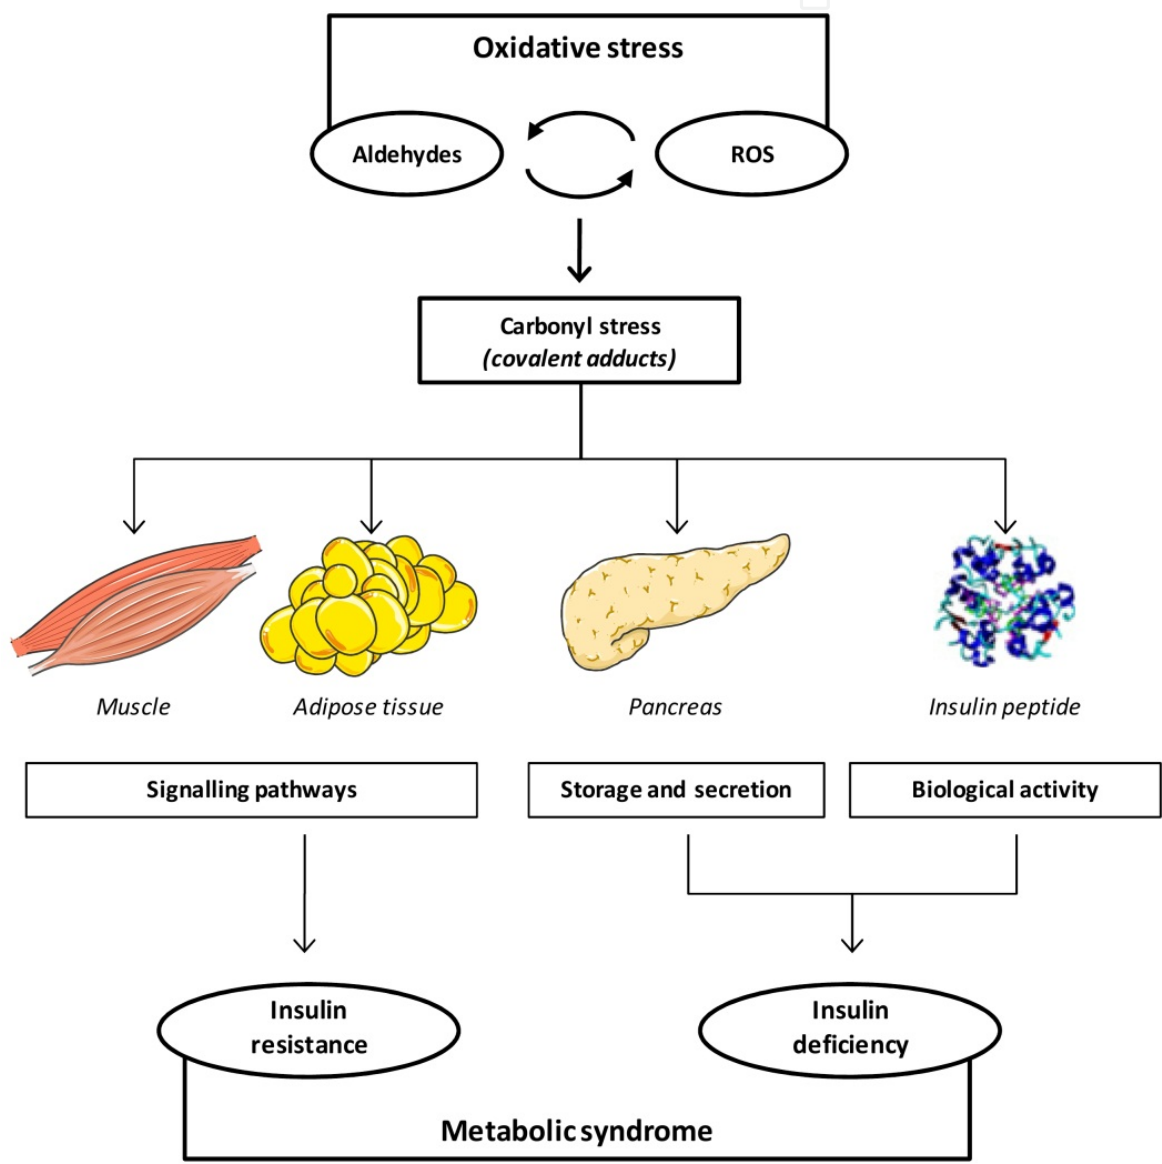 Oxidative stress
Aldehydes
ROS
Carbonyl stress
(covalent adducts)
Muscle
Adipose tissue
Pancreas
Insulin peptide
Signalling pathways
Storage and secretion
Biological activity
Insulin
resistance
Insulin
deficiency
Metabolic syndrome